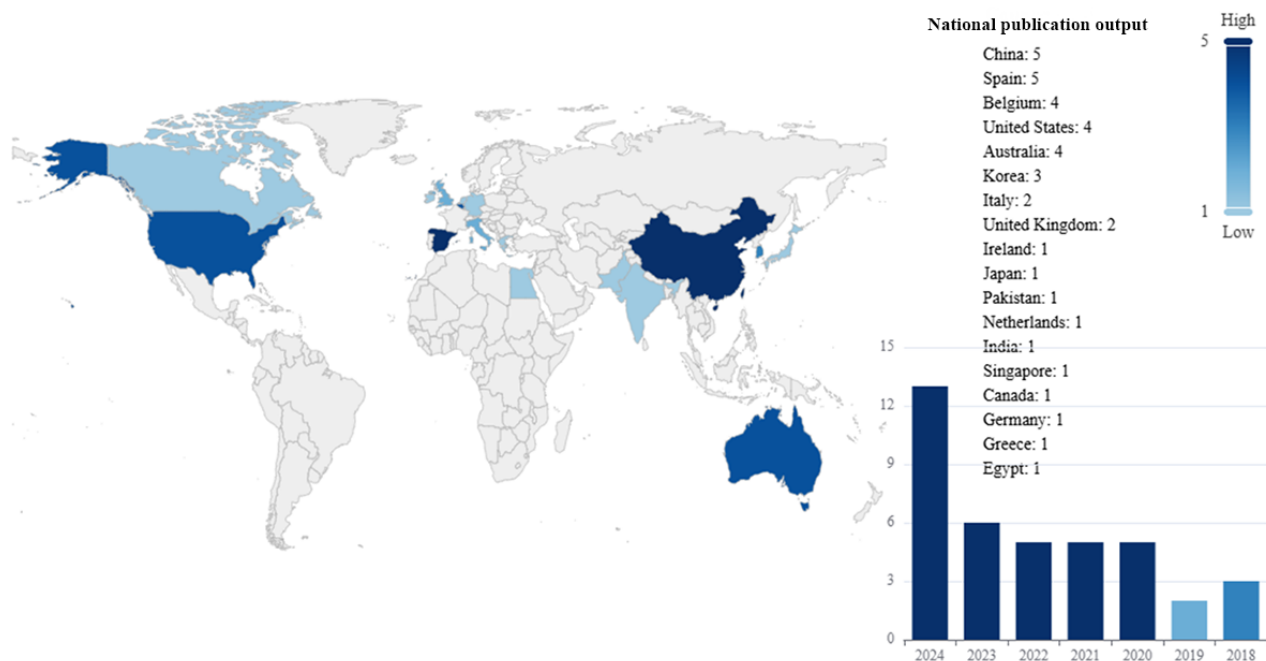 National publication output
High
5
1
Low
China: 5
Spain: 5
Belgium: 4
United States: 4
Australia: 4
Korea: 3
Italy: 2
United Kingdom: 2
Ireland: 1
Japan: 1
Pakistan: 1
Netherlands: 1
India: 1
Singapore: 1
Canada: 1
Germany: 1
Greece: 1
Egypt: 1
15
12
9
6
3
0
2024 2023 2022 2021 2020 2019 2018